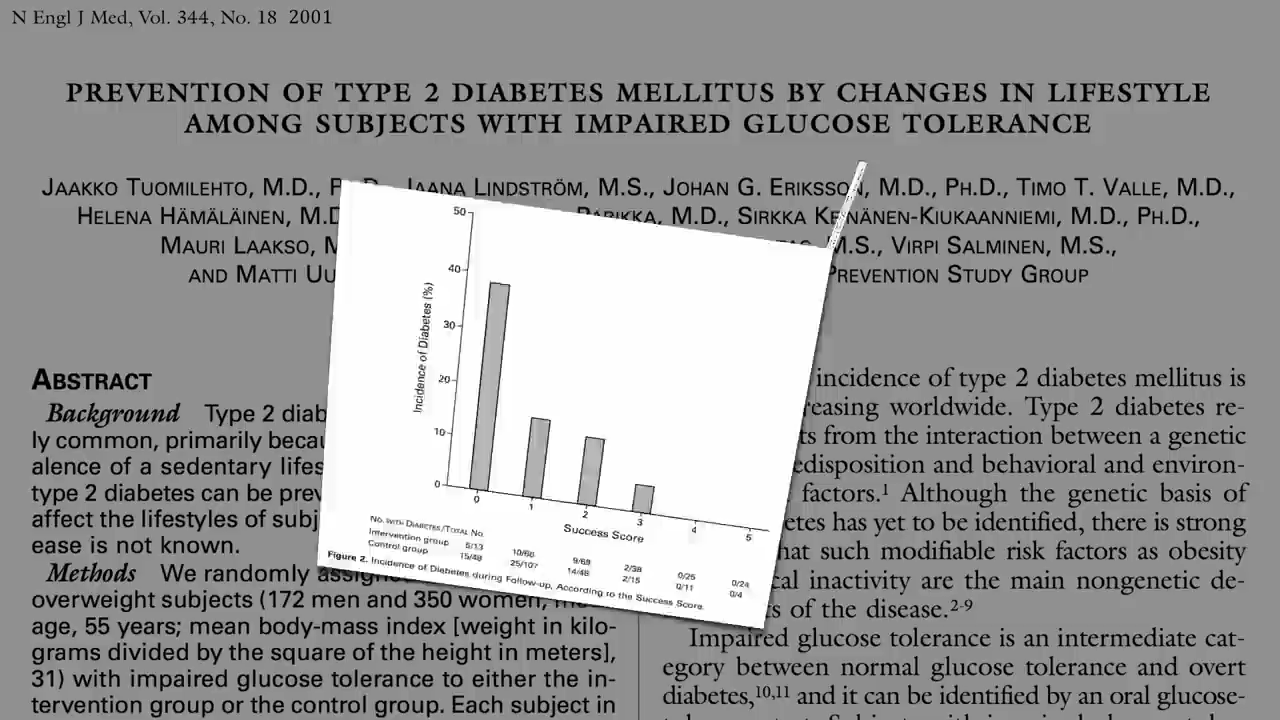 N Engl J Med, Vol. 344, No. 18 2001
PREVENTION OF TYPE 2 DIABETES MELLITUS BY CHANGES IN LIFESTYLE
AMONG SUBJECTS WITH IMPAIRED GLUCOSE TOLERANCE
JAAKKO TUOMILEHTO, M.D., JAANA LINDSTRÖM, M.S., JOHAN G. ERIKSSON, M.D., PH.D., TIMO T. VALLE, M.D.,
HELENA HÄMÄLÄINEN, M.D. M.D., SIRKKA KEINÄNEN-KIUKAANNIEMI, M.D., PH.D.,
MAURI LAAKSO, M.S., VIRPI SALMINEN, M.S.,
AND MATTI PREVENTION STUDY GROUP
50
40
30
20
10
0
Incidence of Diabetes (%)
0 1 2 3 4 5
Success Score
NO. WITH DIABETES/TOTAL NO.
Intervention group 5/13 10/66 9/69 2/38 0/25 0/24
Control group 15/48 25/107 14/48 2/15 0/11 0/4
Figure 2. Incidence of Diabetes during Follow-up, According to the Success Score.
ABSTRACT
Background Type 2
ly common, primarily
alence of a sedentary
type 2 diabetes can be
affect the lifestyles of
ease is not known.
Methods We randomly
overweight subjects (172 men and 350 women,
age, 55 years; mean body-mass index [weight in kilo-
grams divided by the square of the height in meters],
31) with impaired glucose tolerance to either the in-
tervention group or the control group. Each subject in
incidence of type 2 diabetes mellitus is
worldwide. Type 2 diabetes re-
from the interaction between a genetic
and behavioral and environ-
factors.1 Although the genetic basis of
has yet to be identified, there is strong
such modifiable risk factors as obesity
inactivity are the main nongenetic de-
of the disease.2-9
Impaired glucose tolerance is an intermediate cat-
egory between normal glucose tolerance and overt
diabetes,10,11 and it can be identified by an oral glucose-